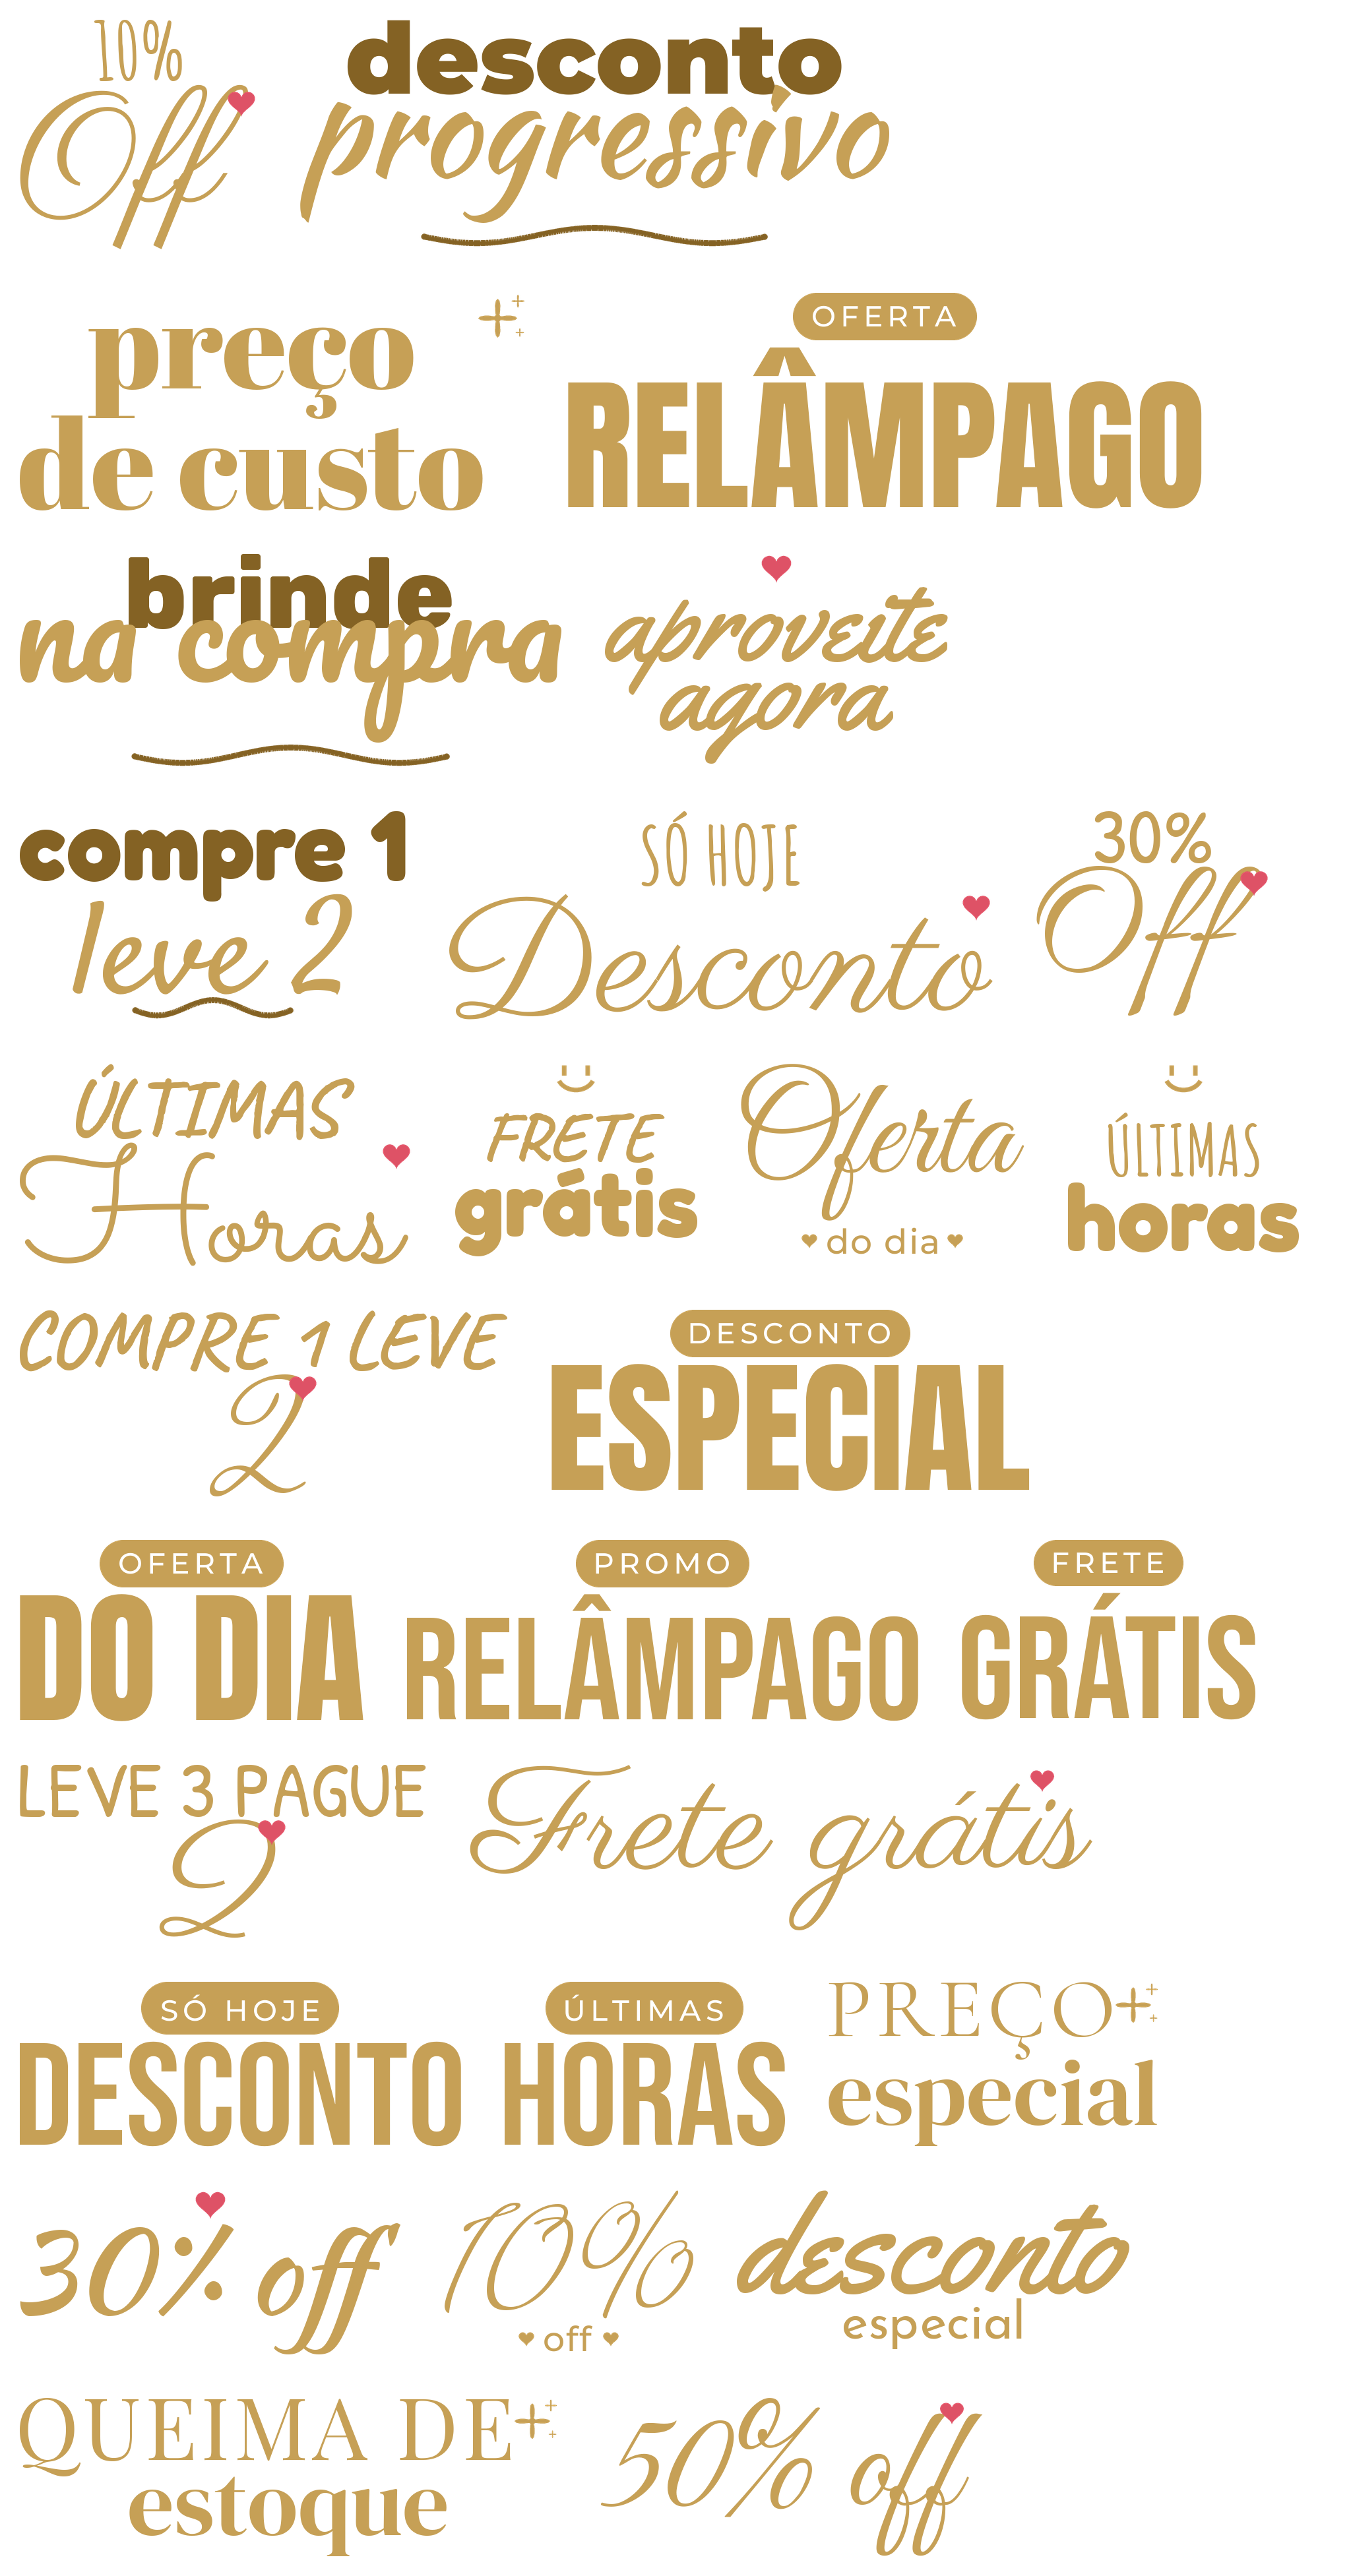 10%
Off
desconto
progressivo
preço
de custo
OFERTA
RELÂMPAGO
brinde
na compra
aproveite
agora
compre 1
leve 2
SÓ HOJE
Desconto
30%
Off
ÚLTIMAS
Horas
FRETE
grátis
Oferta
do dia
ÚLTIMAS
horas
COMPRE 1 LEVE
2
DESCONTO
ESPECIAL
OFERTA
DO DIA
PROMO
RELÂMPAGO
FRETE
GRÁTIS
LEVE 3 PAGUE
2
Frete grátis
SÓ HOJE
DESCONTO
ÚLTIMAS
HORAS
PREÇO
especial
30% off
10%
off
desconto
especial
QUEIMA DE
estoque
50% off